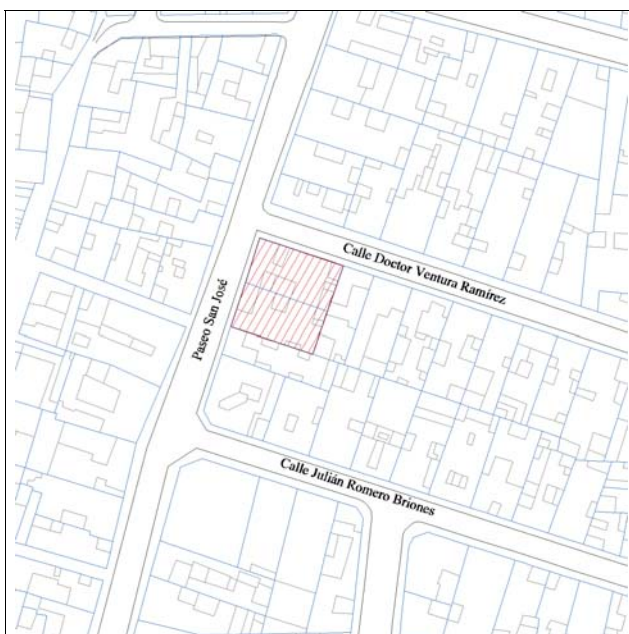 Calle Doctor Ventura Ramírez
Paseo San José
Calle Julián Romero Briones